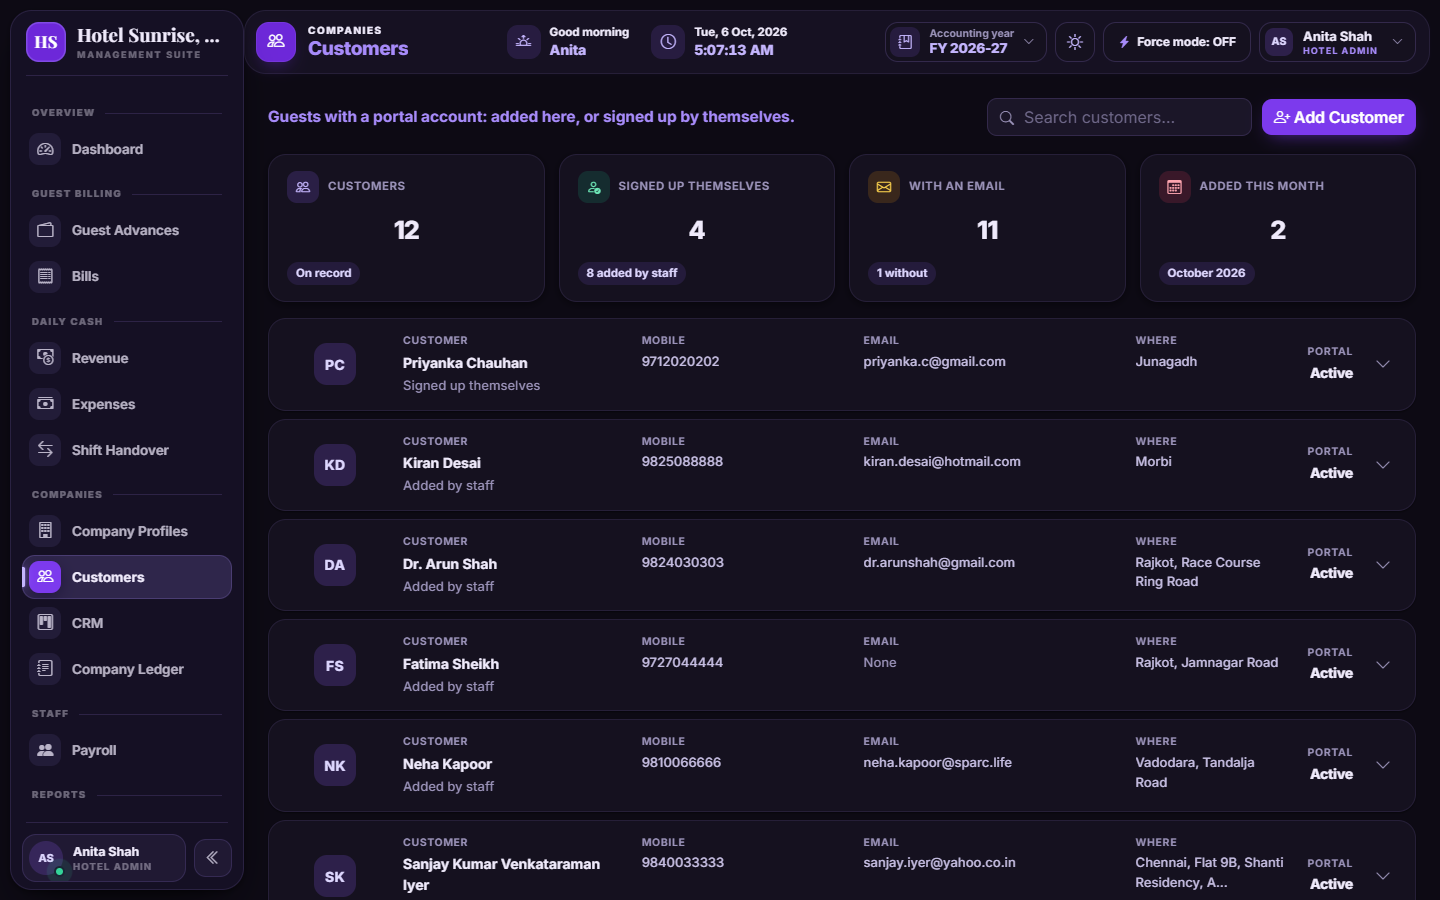 HS
Hotel Sunrise, ...
MANAGEMENT SUITE
OVERVIEW
Dashboard
GUEST BILLING
Guest Advances
Bills
DAILY CASH
Revenue
Expenses
Shift Handover
COMPANIES
Company Profiles
Customers
CRM
Company Ledger
STAFF
Payroll
REPORTS
AS
Anita Shah
HOTEL ADMIN
COMPANIES
Customers
Good morning
Anita
Tue, 6 Oct, 2026
5:07:13 AM
Accounting year
FY 2026-27
Force mode: OFF
AS
Anita Shah
HOTEL ADMIN
Guests with a portal account: added here, or signed up by themselves.
Search customers...
Add Customer
CUSTOMERS
12
On record
SIGNED UP THEMSELVES
4
8 added by staff
WITH AN EMAIL
11
1 without
ADDED THIS MONTH
2
October 2026
PC
CUSTOMER
Priyanka Chauhan
Signed up themselves
MOBILE
9712020202
EMAIL
priyanka.c@gmail.com
WHERE
Junagadh
PORTAL
Active
KD
CUSTOMER
Kiran Desai
Added by staff
MOBILE
9825088888
EMAIL
kiran.desai@hotmail.com
WHERE
Morbi
PORTAL
Active
DA
CUSTOMER
Dr. Arun Shah
Added by staff
MOBILE
9824030303
EMAIL
dr.arunshah@gmail.com
WHERE
Rajkot, Race Course
Ring Road
PORTAL
Active
FS
CUSTOMER
Fatima Sheikh
Added by staff
MOBILE
9727044444
EMAIL
None
WHERE
Rajkot, Jamnagar Road
PORTAL
Active
NK
CUSTOMER
Neha Kapoor
Added by staff
MOBILE
9810066666
EMAIL
neha.kapoor@sparc.life
WHERE
Vadodara, Tandalja
Road
PORTAL
Active
SK
CUSTOMER
Sanjay Kumar Venkataraman
Iyer
MOBILE
9840033333
EMAIL
sanjay.iyer@yahoo.co.in
WHERE
Chennai, Flat 9B, Shanti
Residency, A...
PORTAL
Active